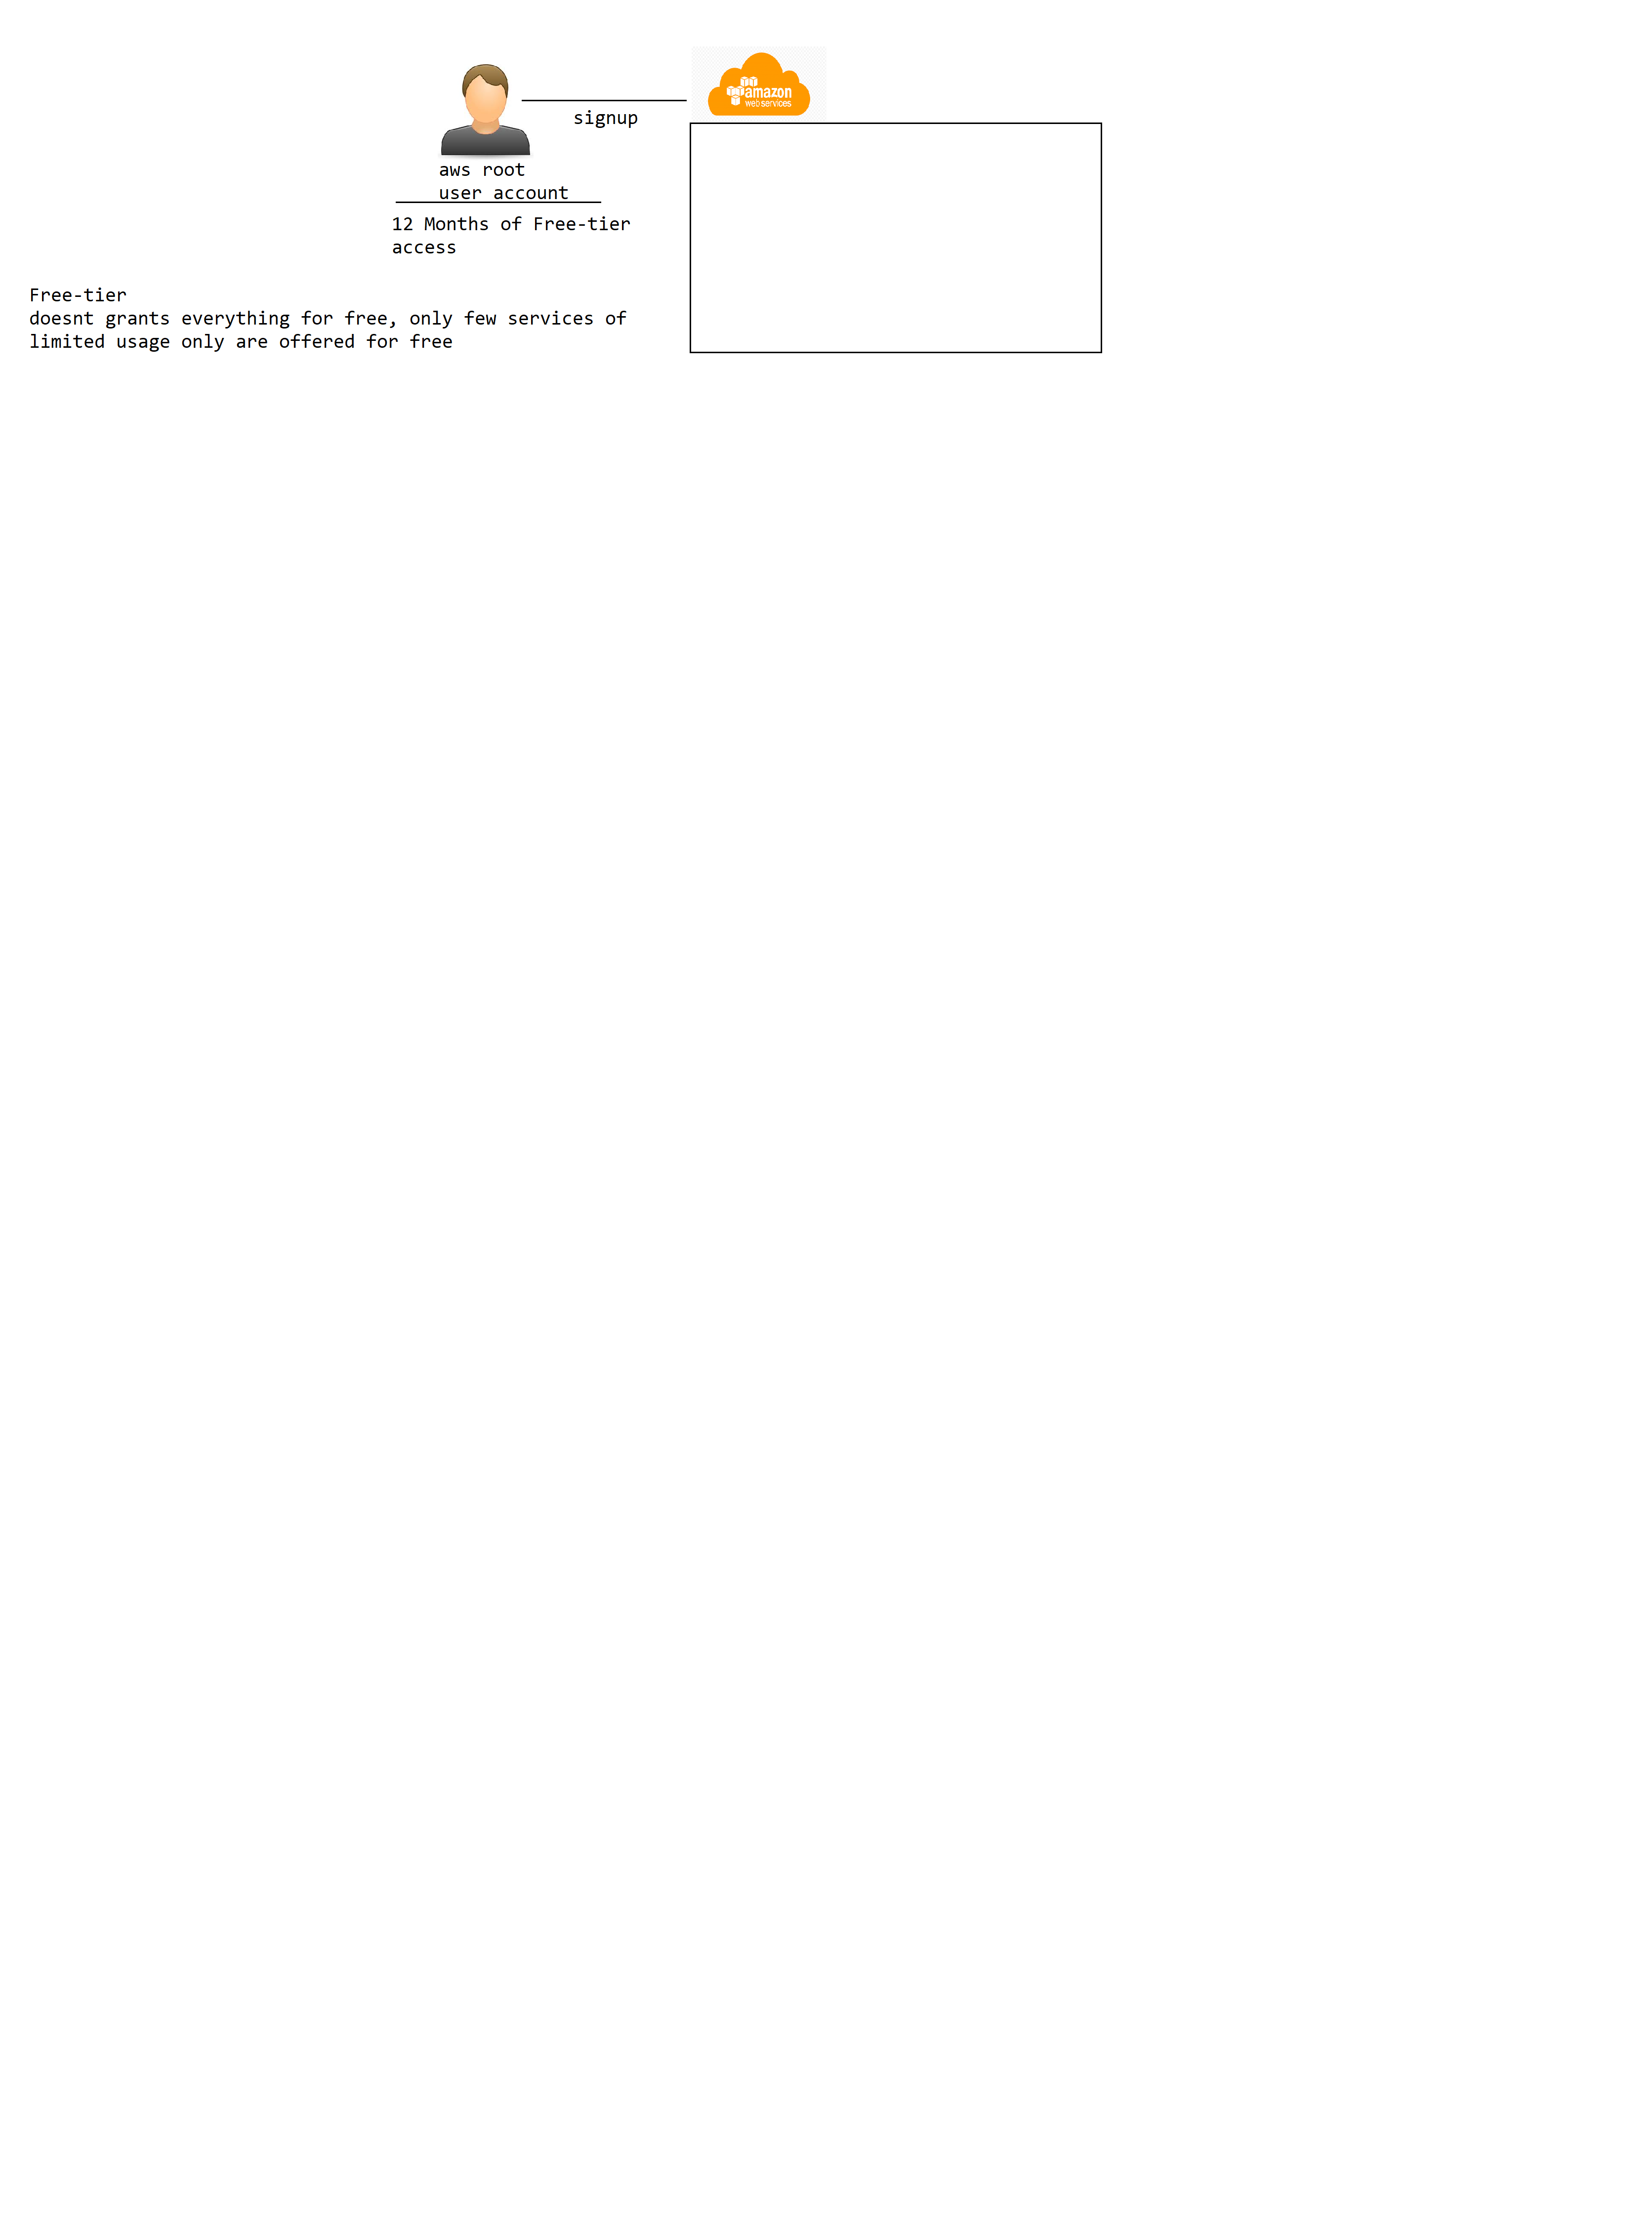 amazon
web services
signup
aws root
user account
12 Months of Free-tier
access
Free-tier
doesnt grants everything for free, only few services of
limited usage only are offered for free